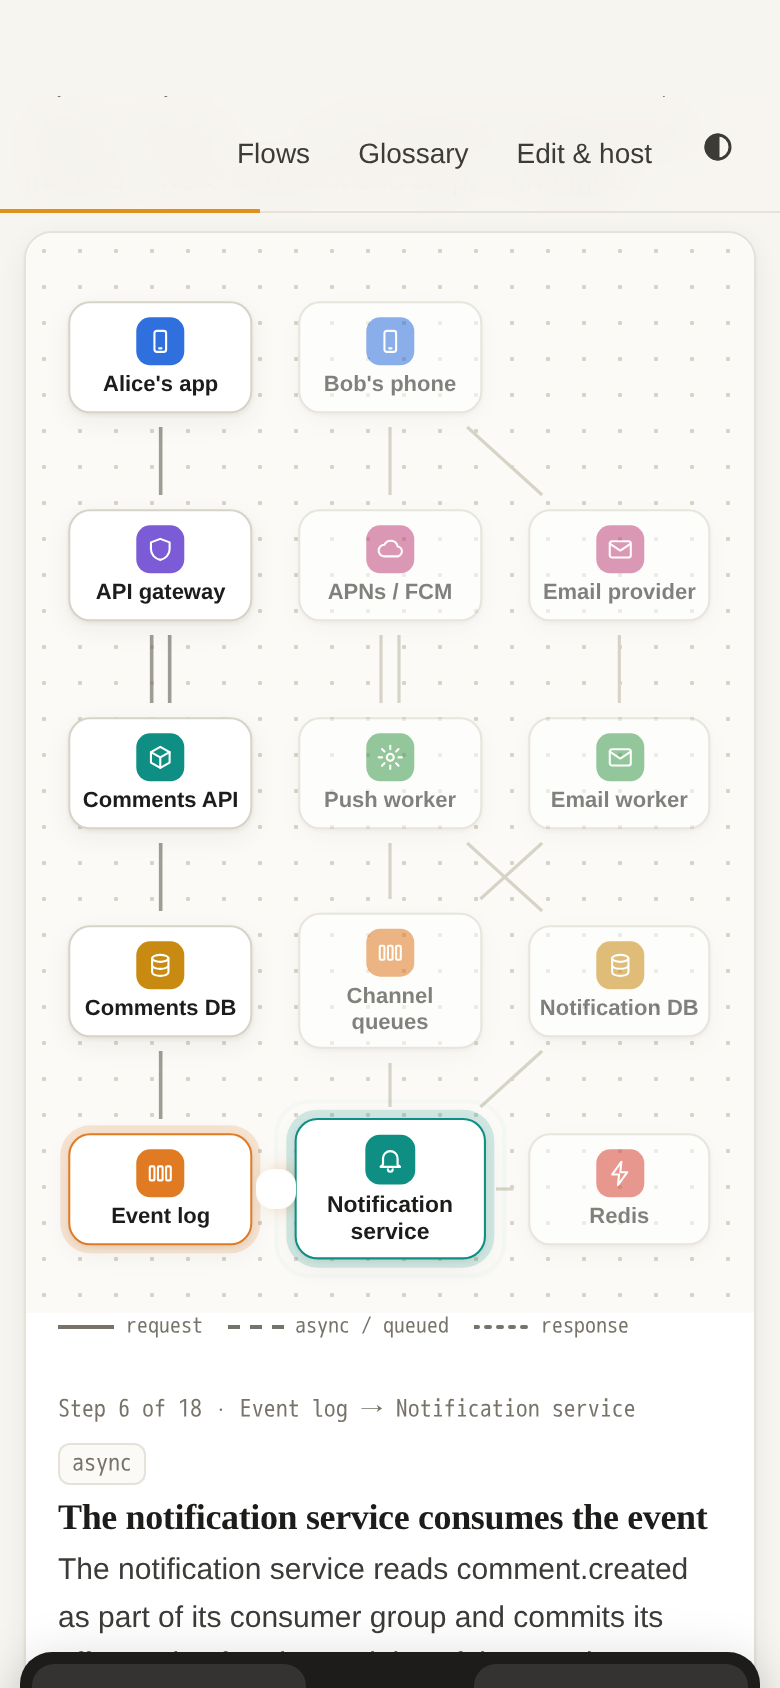 Flows Glossary Edit & host
Alice's app
Bob's phone
API gateway
APNs / FCM
Email provider
Comments API
Push worker
Email worker
Comments DB
Channel
queues
Notification DB
Event log
Notification
service
Redis
request
async / queued
response
Step 6 of 18 · Event log → Notification service
async
The notification service consumes the event
The notification service reads comment.created
as part of its consumer group and commits its